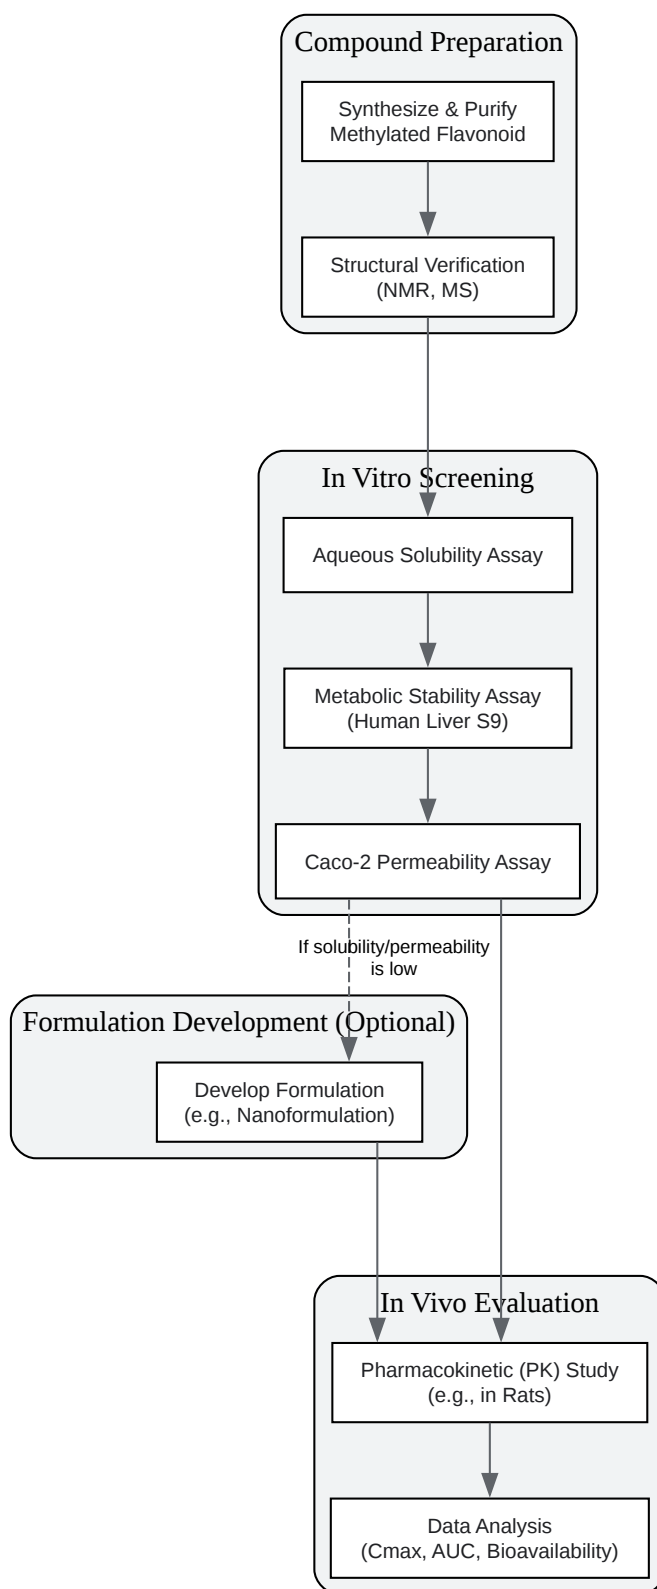 Compound Preparation
Synthesize & Purify
Methylated Flavonoid
Structural Verification
(NMR, MS)
In Vitro Screening
Aqueous Solubility Assay
Metabolic Stability Assay
(Human Liver S9)
Caco-2 Permeability Assay
If solubility/permeability
is low
Formulation Development (Optional)
Develop Formulation
(e.g., Nanoformulation)
In Vivo Evaluation
Pharmacokinetic (PK) Study
(e.g., in Rats)
Data Analysis
(Cmax, AUC, Bioavailability)